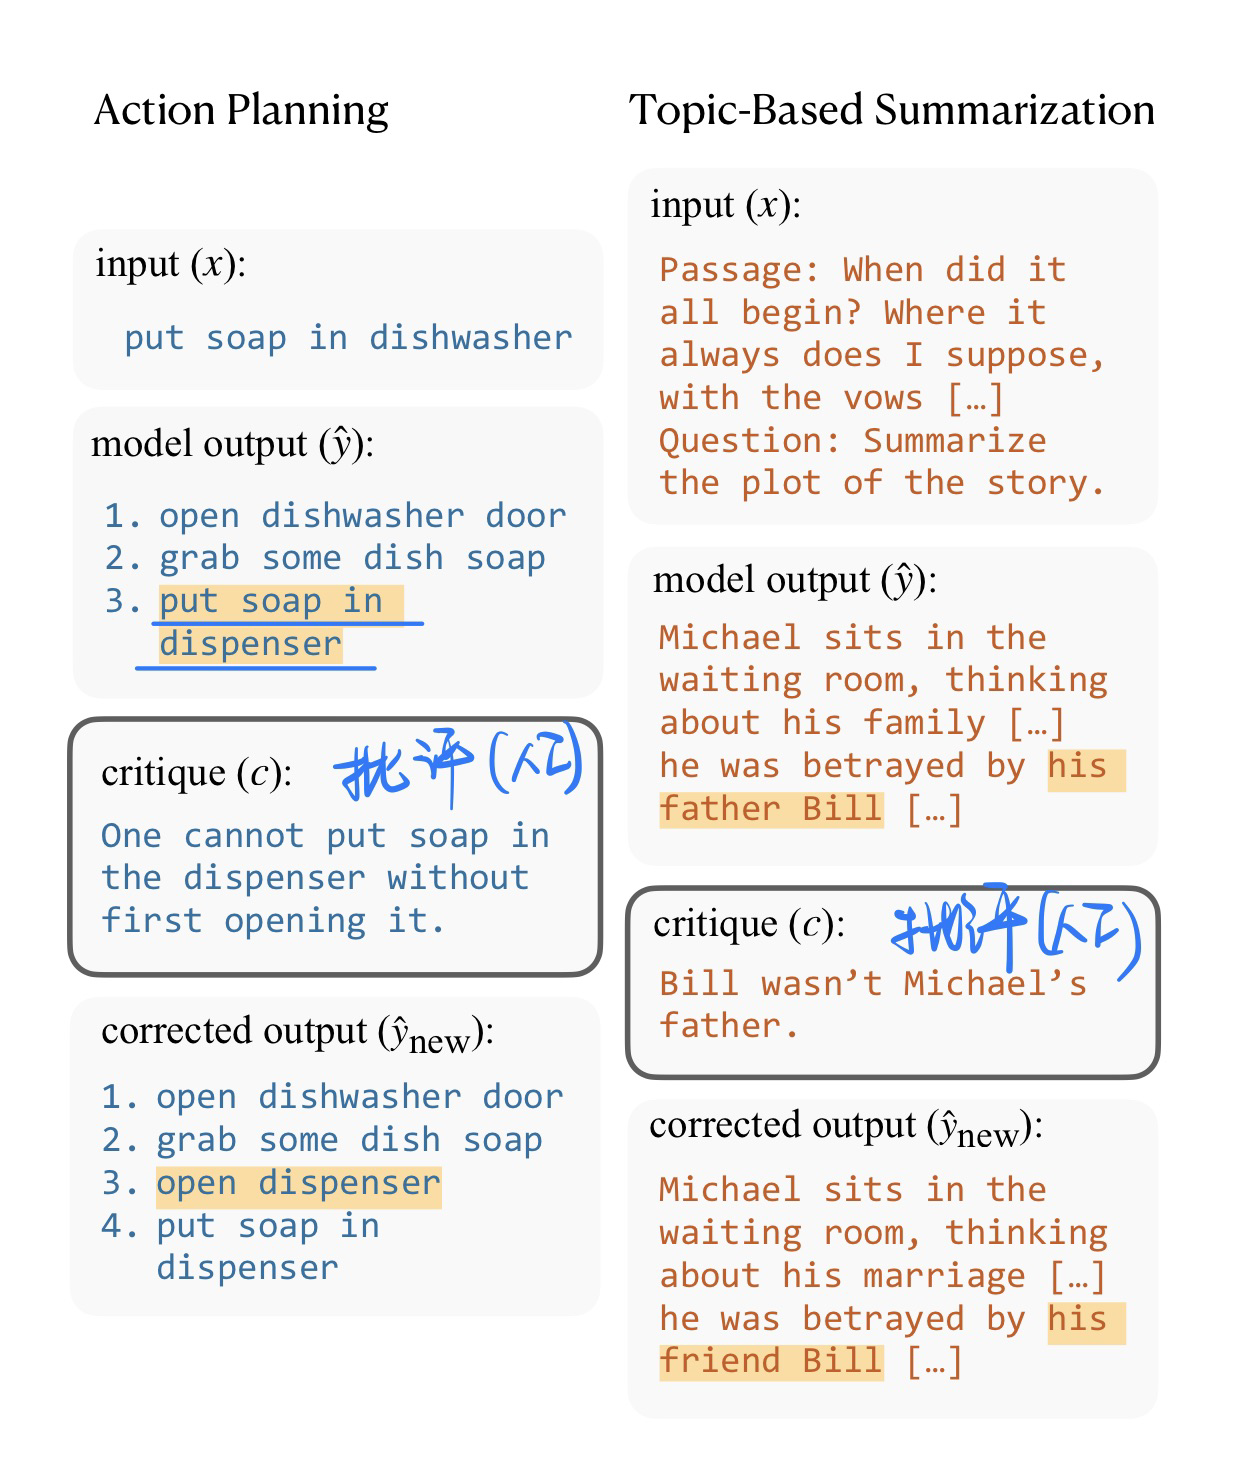 Action Planning
input (x):
put soap in dishwasher
model output (ŷ):
1. open dishwasher door
2. grab some dish soap
3. put soap in
dispenser
critique (c): 批评(人工)
One cannot put soap in
the dispenser without
first opening it.
corrected output (ŷnew):
1. open dishwasher door
2. grab some dish soap
3. open dispenser
4. put soap in
dispenser
Topic-Based Summarization
input (x):
Passage: When did it
all begin? Where it
always does I suppose,
with the vows […]
Question: Summarize
the plot of the story.
model output (ŷ):
Michael sits in the
waiting room, thinking
about his family […]
he was betrayed by his
father Bill […]
critique (c): 批评(人工)
Bill wasn’t Michael’s
father.
corrected output (ŷnew):
Michael sits in the
waiting room, thinking
about his marriage […]
he was betrayed by his
friend Bill […]